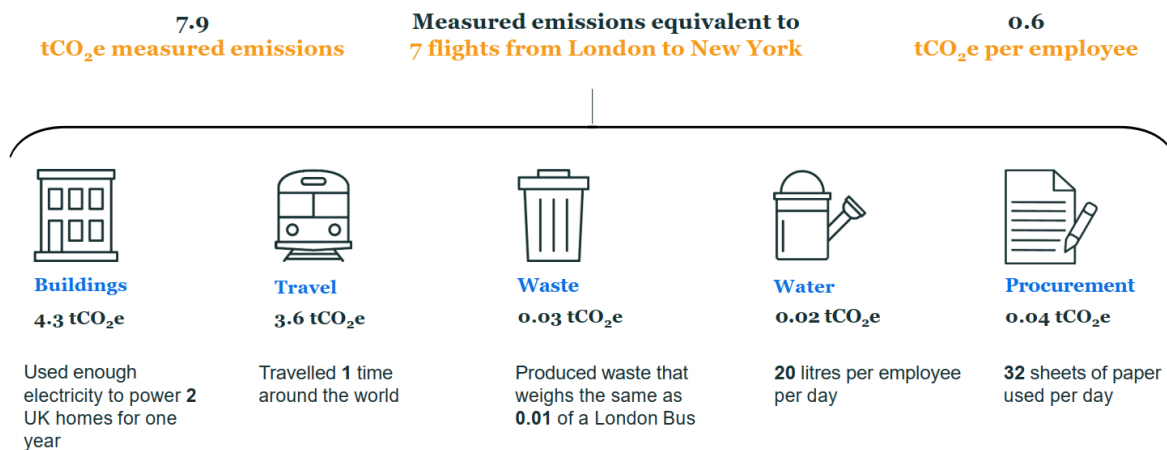 7.9
tCO₂e measured emissions
Measured emissions equivalent to
7 flights from London to New York
0.6
tCO₂e per employee
Buildings
4.3 tCO₂e
Used enough
electricity to power 2
UK homes for one
year
Travel
3.6 tCO₂e
Travelled 1 time
around the world
Waste
0.03 tCO₂e
Produced waste that
weighs the same as
0.01 of a London Bus
Water
0.02 tCO₂e
20 litres per employee
per day
Procurement
0.04 tCO₂e
32 sheets of paper
used per day